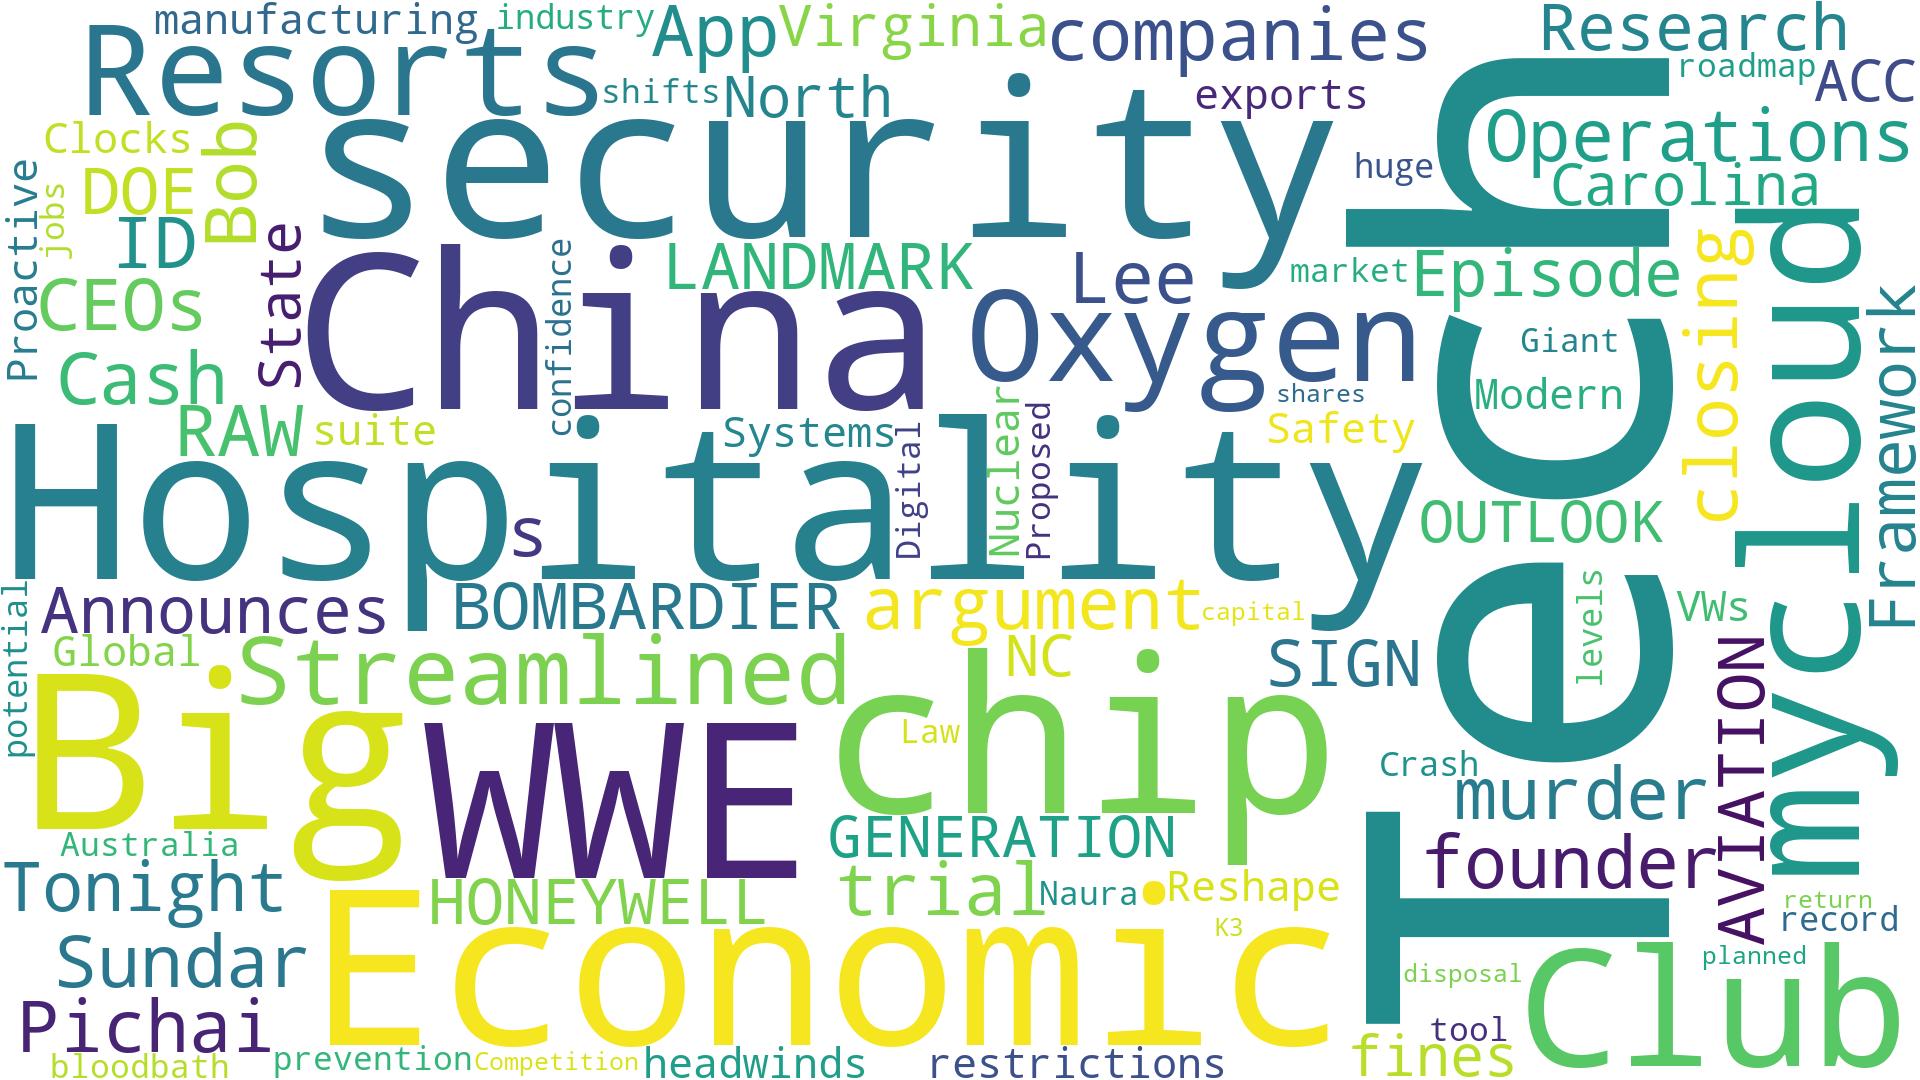 manufacturing
industry
App
Virginia
companies
Research
Resorts
shifts
North
exports
roadmap
ACC
Clocks
Bob
security
huge
Tech
Operations
Carolina
Proactive
jobs
DOE
ID
State
China
confidence
LANDMARK
Lee
market
Episode
closing
mycloud
CEOs
Oxygen
Giant
Framework
Cash
shares
Modern
RAW
suite
Hospitality
Systems
Digital
Nuclear
Proposed
Safety
s
OUTLOOK
potential
Announces
BOMBARDIER
argument
capital
levels
VWs
Global
Streamlined
NC
SIGN
AVIATION
Big
WWE
chip
Law
Crash
murder
Australia
GENERATION
founder
Tonight
HONEYWELL
trial
Naura
Reshape
return
record
Sundar
Economic
K3
planned
disposal
Club
Pichai
tool
bloodbath
prevention
Competition
headwinds
restrictions
fines